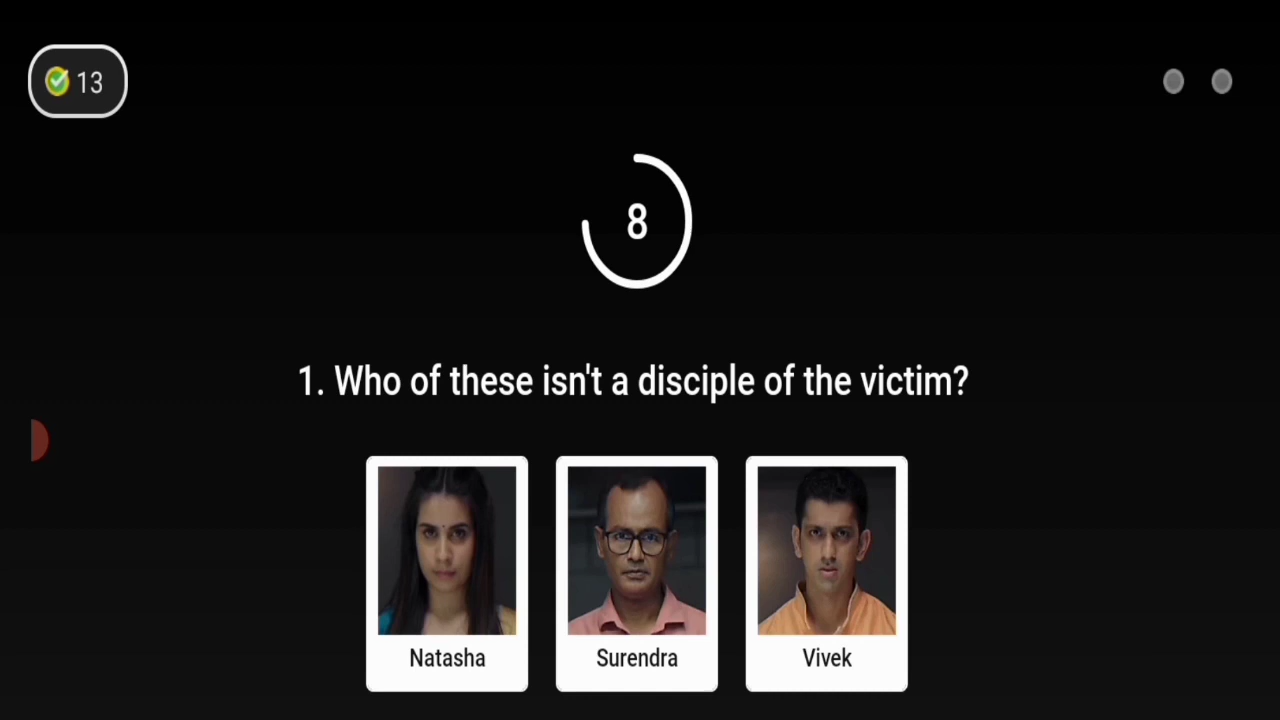 13
8
1. Who of these isn't a disciple of the victim?
Natasha Surendra Vivek